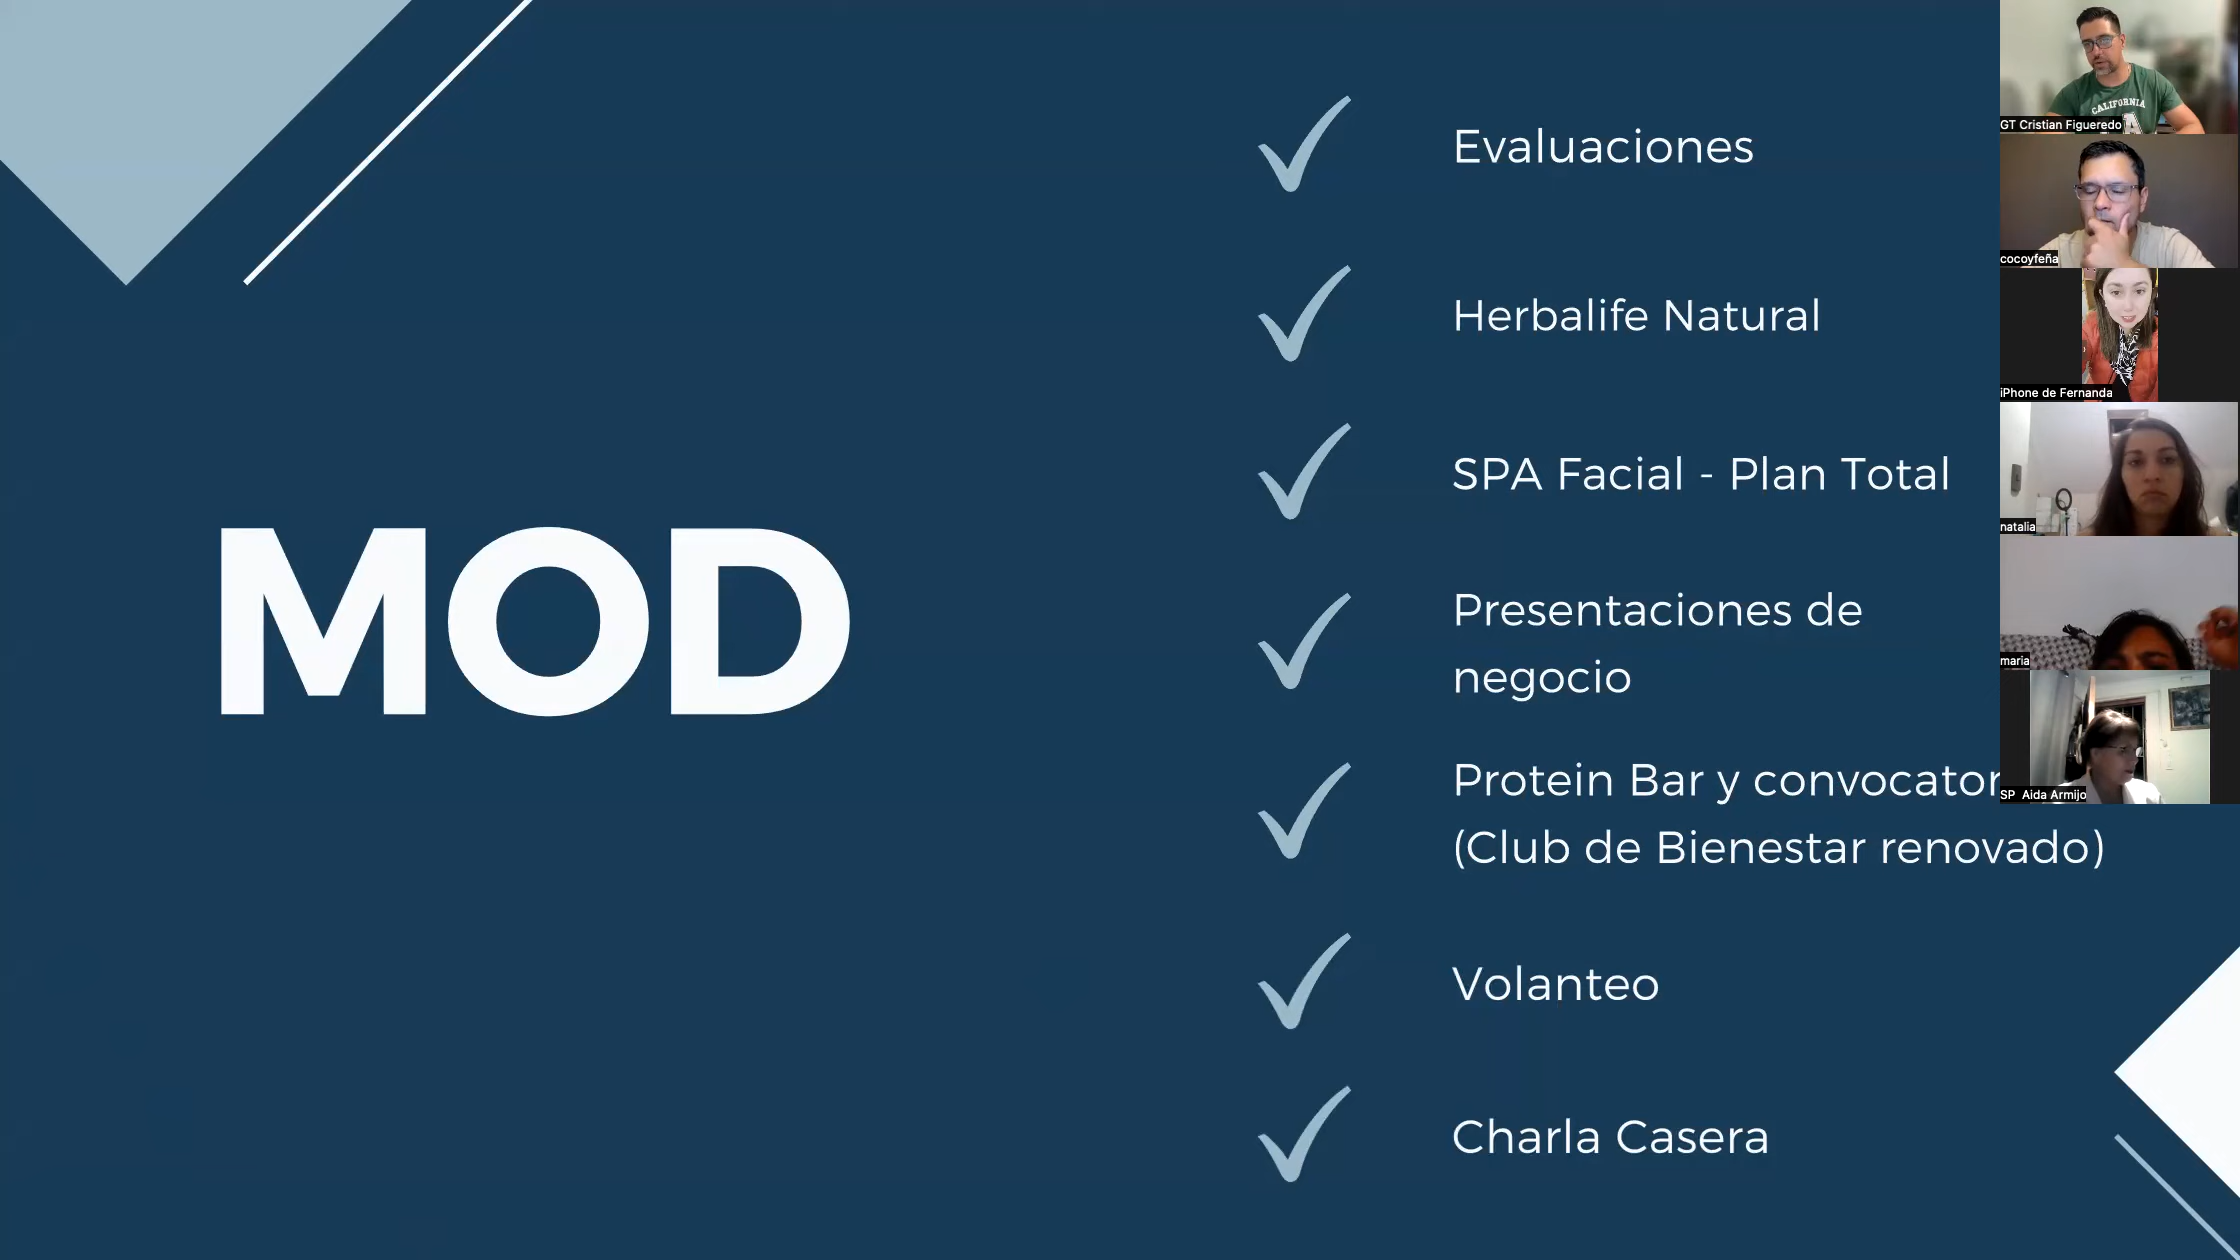 MOD
Evaluaciones
Herbalife Natural
SPA Facial - Plan Total
Presentaciones de
negocio
Protein Bar y
(Club de Bienestar renovado)
Volanteo
Charla Casera
CALIFORNIA
GT Cristian Figueredo
cocoyfeña
iPhone de Fernanda
natalia
maria
SP Aida Armijo